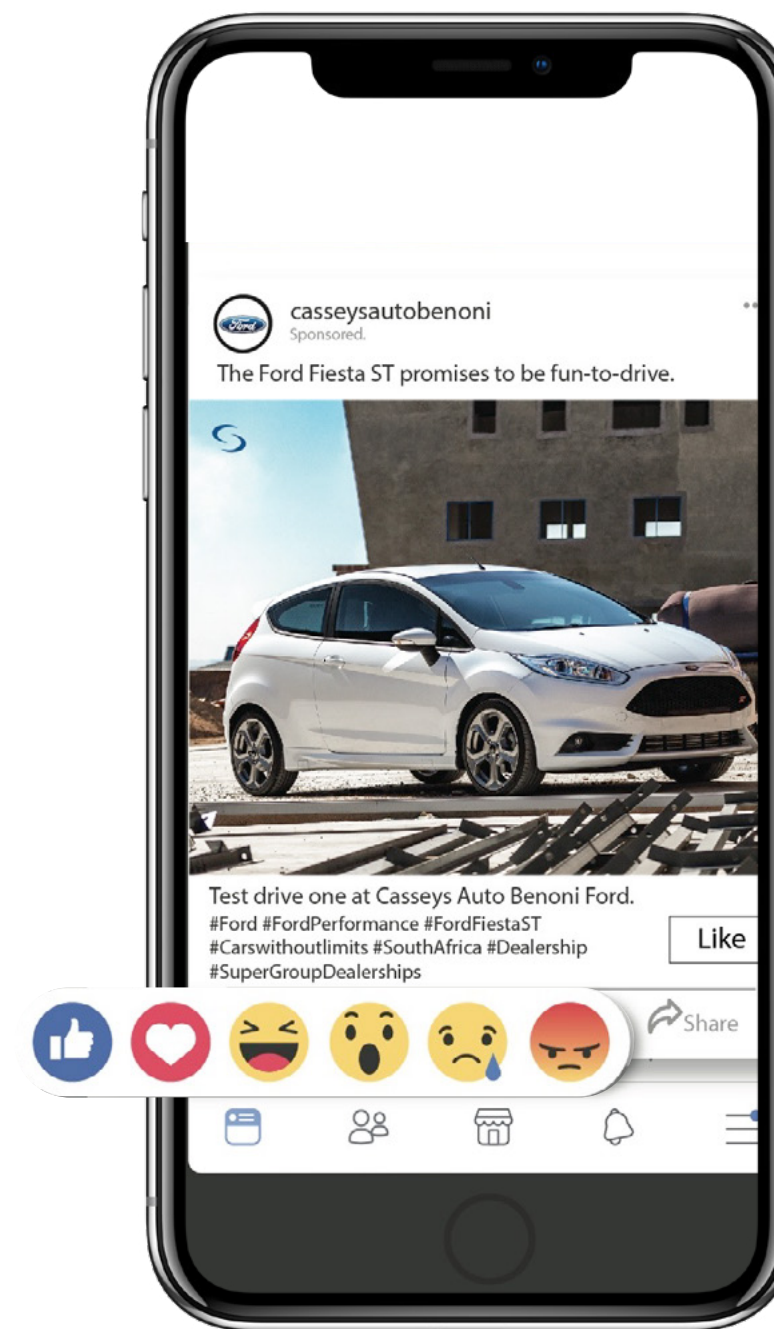 Ford
casseysautobenoni
Sponsored.
The Ford Fiesta ST promises to be fun-to-drive.
Test drive one at Casseys Auto Benoni Ford.
#Ford #FordPerformance #FordFiestaST
#Carswithoutlimits #SouthAfrica #Dealership
#SuperGroupDealerships
Like
Share